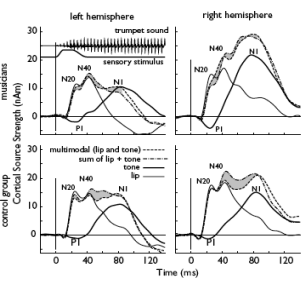 left hemisphere
right hemisphere
trumpet sound
sensory stimulus
musicians
control group
Cortical Source Strength (nAm)
30
20
10
0
N20
N40
N1
P1
N20
N40
N1
multimodal (lip and tone)
sum of lip + tone
tone
lip
30
20
10
0
N20
N40
N1
P1
N20
N40
N1
0 40 80 120
0 40 80 120
Time (ms)